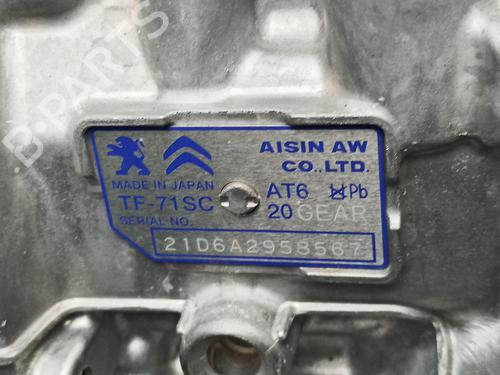 B-PARTS
AISIN AW
CO.,LTD.
MADE IN JAPAN
TF-71SC
AT6 Pb
SERIAL NO.
20 GEAR
21D6A2958567